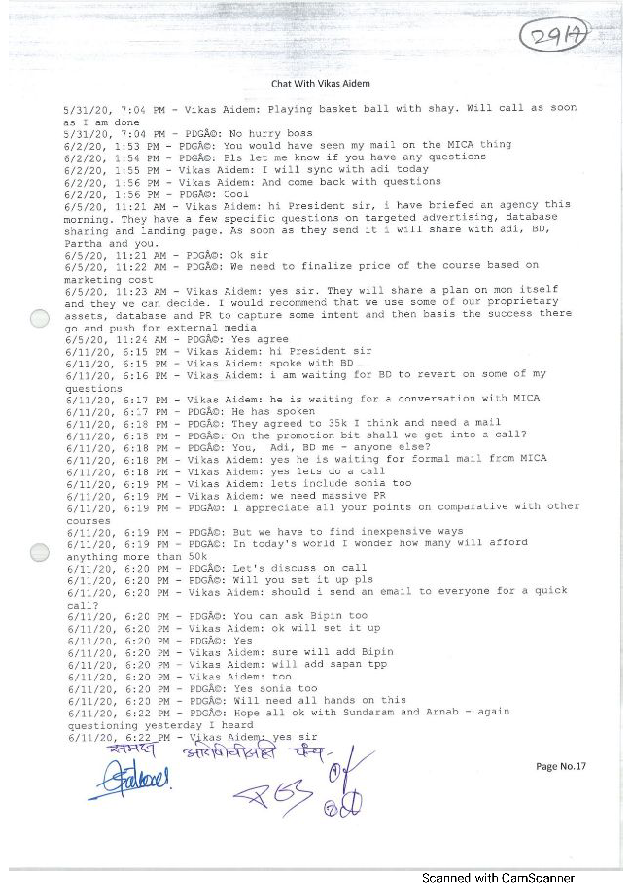 29A
Chat With Vikas Aidem
5/31/20, 7:04 PM - Vikas Aidem: Playing basket ball with shay. Will call as soon
as I am done
5/31/20, 7:04 PM - PDGÂ©: No hurry boss
6/2/20, 1:53 PM - PDGÂ©: You would have seen my mail on the MICA thing
6/2/20, 1:54 PM - PDGÂ©: Pls let me know if you have any questions
6/2/20, 1:55 PM - Vikas Aidem: I will sync with adi today
6/2/20, 1:56 PM - Vikas Aidem: And come back with questions
6/2/20, 1:56 PM - PDGÂ©: Cool
6/5/20, 11:21 AM - Vikas Aidem: hi President sir, i have briefed an agency this
morning. They have a few specific questions on targeted advertising, database
sharing and landing page. As soon as they send it i will share with adi, BD,
Partha and you.
6/5/20, 11:21 AM - PDGÂ©: Ok sir
6/5/20, 11:22 AM - PDGÂ©: We need to finalize price of the course based on
marketing cost
6/5/20, 11:23 AM - Vikas Aidem: yes sir. They will share a plan on mon itself
and they we can decide. I would recommend that we use some of our proprietary
assets, database and PR to capture some intent and then basis the success there
go and push for external media
6/5/20, 11:24 AM - PDGÂ©: Yes agree
6/11/20, 6:15 PM - Vikas Aidem: hi President sir
6/11/20, 6:15 PM - Vikas Aidem: spoke with BD
6/11/20, 6:16 PM - Vikas Aidem: i am waiting for BD to revert on some of my
questions
6/11/20, 6:17 PM - Vikas Aidem: he is waiting for a conversation with MICA
6/11/20, 6:17 PM - PDGÂ©: He has spoken
6/11/20, 6:18 PM - PDGÂ©: They agreed to 35k I think and need a mail
6/11/20, 6:18 PM - PDGÂ©: On the promotion bit shall we get into a call?
6/11/20, 6:18 PM - PDGÂ©: You, Adi, BD me - anyone else?
6/11/20, 6:18 PM - Vikas Aidem: yes he is waiting for formal mail from MICA
6/11/20, 6:18 PM - Vikas Aidem: yes lets do a call
6/11/20, 6:19 PM - Vikas Aidem: lets include sonia too
6/11/20, 6:19 PM - Vikas Aidem: we need massive PR
6/11/20, 6:19 PM - PDGÂ©: I appreciate all your points on comparative with other
courses
6/11/20, 6:19 PM - PDGÂ©: But we have to find inexpensive ways
6/11/20, 6:19 PM - PDGÂ©: In today's world I wonder how many will afford
anything more than 50k
6/11/20, 6:20 PM - PDGÂ©: Let's discuss on call
6/11/20, 6:20 PM - PDGÂ©: Will you set it up pls
6/11/20, 6:20 PM - Vikas Aidem: should i send an email to everyone for a quick
call?
6/11/20, 6:20 PM - PDGÂ©: You can ask Bipin too
6/11/20, 6:20 PM - Vikas Aidem: ok will set it up
6/11/20, 6:20 PM - PDGÂ©: Yes
6/11/20, 6:20 PM - Vikas Aidem: sure will add Bipin
6/11/20, 6:20 PM - Vikas Aidem: will add sapan tpp
6/11/20, 6:20 PM - Vikas Aidem: too
6/11/20, 6:20 PM - PDGÂ©: Yes sonia too
6/11/20, 6:20 PM - PDGÂ©: Will need all hands on this
6/11/20, 6:22 PM - PDGÂ©: Hope all ok with Sundaram and Arnab - again
questioning yesterday I heard
6/11/20, 6:22 PM - Vikas Aidem: yes sir
समक्ष पंच
Page No.17
Scanned with CamScanner